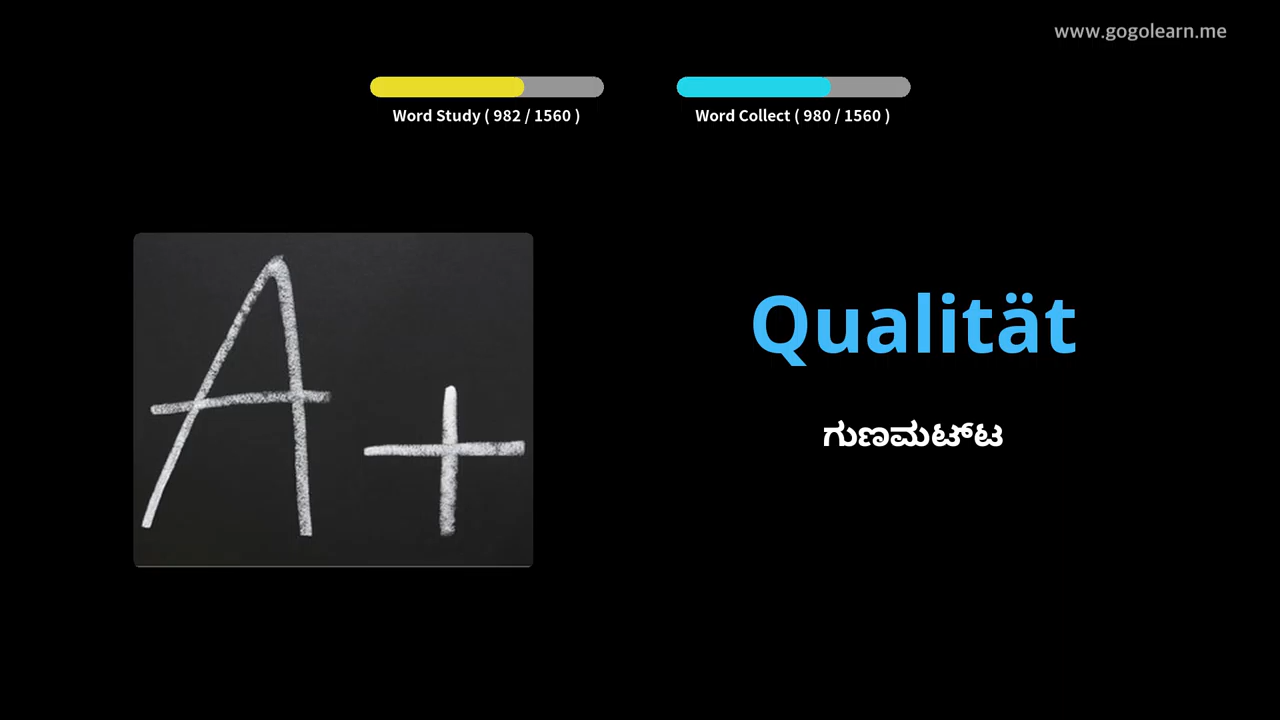 www.gogolearn.me
Word Study ( 982 / 1560 )
Word Collect ( 980 / 1560 )
A+
Qualität
ಗುಣಮಟ್ಟ